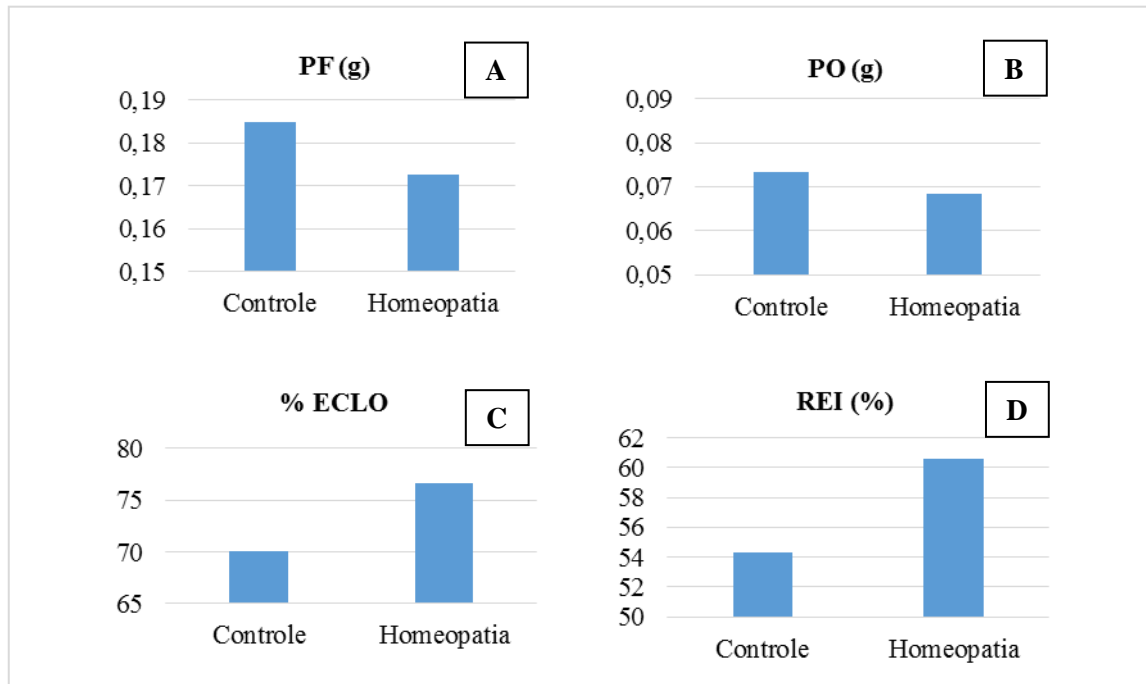 PF (g)
A
0,19
0,18
0,17
0,16
0,15
Controle Homeopatia
PO (g)
B
0,09
0,08
0,07
0,06
0,05
Controle Homeopatia
% ECLO
C
80
75
70
65
Controle Homeopatia
REI (%)
D
62
60
58
56
54
52
50
Controle Homeopatia